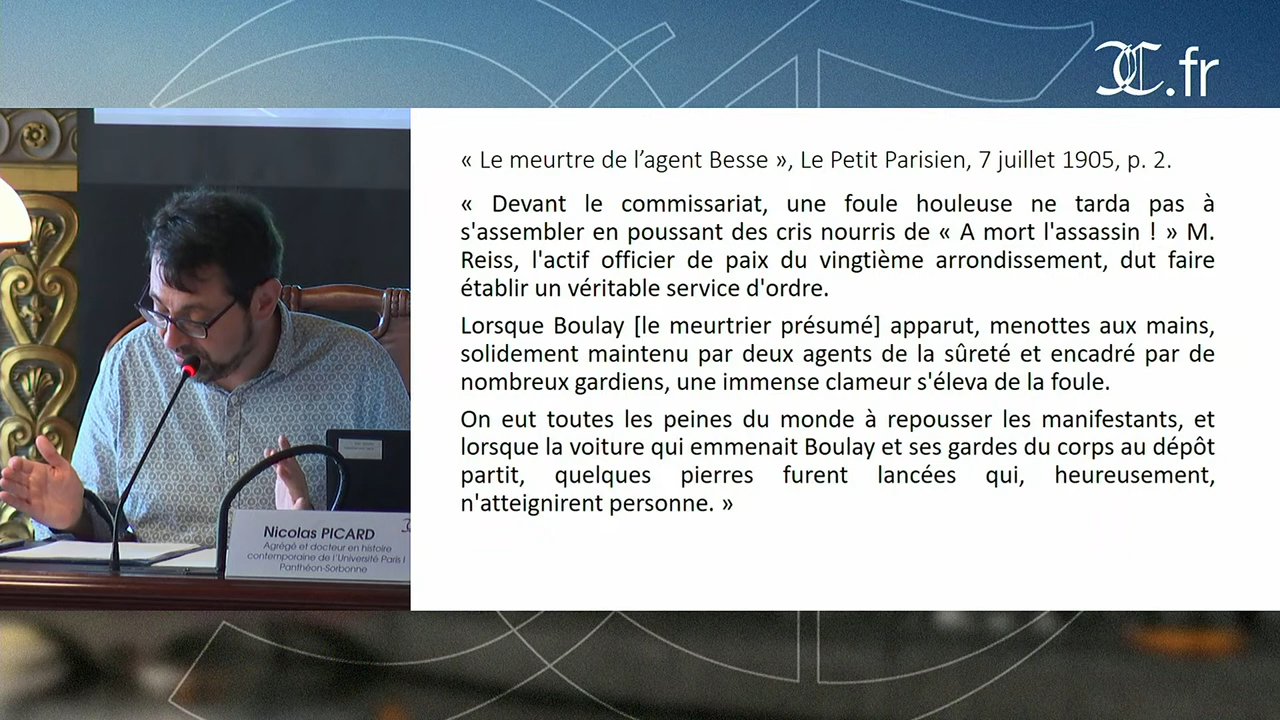 CC.fr
« Le meurtre de l’agent Besse », Le Petit Parisien, 7 juillet 1905, p. 2.
« Devant le commissariat, une foule houleuse ne tarda pas à
s'assembler en poussant des cris nourris de « A mort l'assassin ! » M.
Reiss, l'actif officier de paix du vingtième arrondissement, dut faire
établir un véritable service d'ordre.
Lorsque Boulay [le meurtrier présumé] apparut, menottes aux mains,
solidement maintenu par deux agents de la sûreté et encadré par de
nombreux gardiens, une immense clameur s'éleva de la foule.
On eut toutes les peines du monde à repousser les manifestants, et
lorsque la voiture qui emmenait Boulay et ses gardes du corps au dépôt
partit, quelques pierres furent lancées qui, heureusement,
n'atteignirent personne. »
Nicolas PICARD
Agrégé et docteur en histoire
contemporaine de l'Université Paris I
Panthéon-Sorbonne